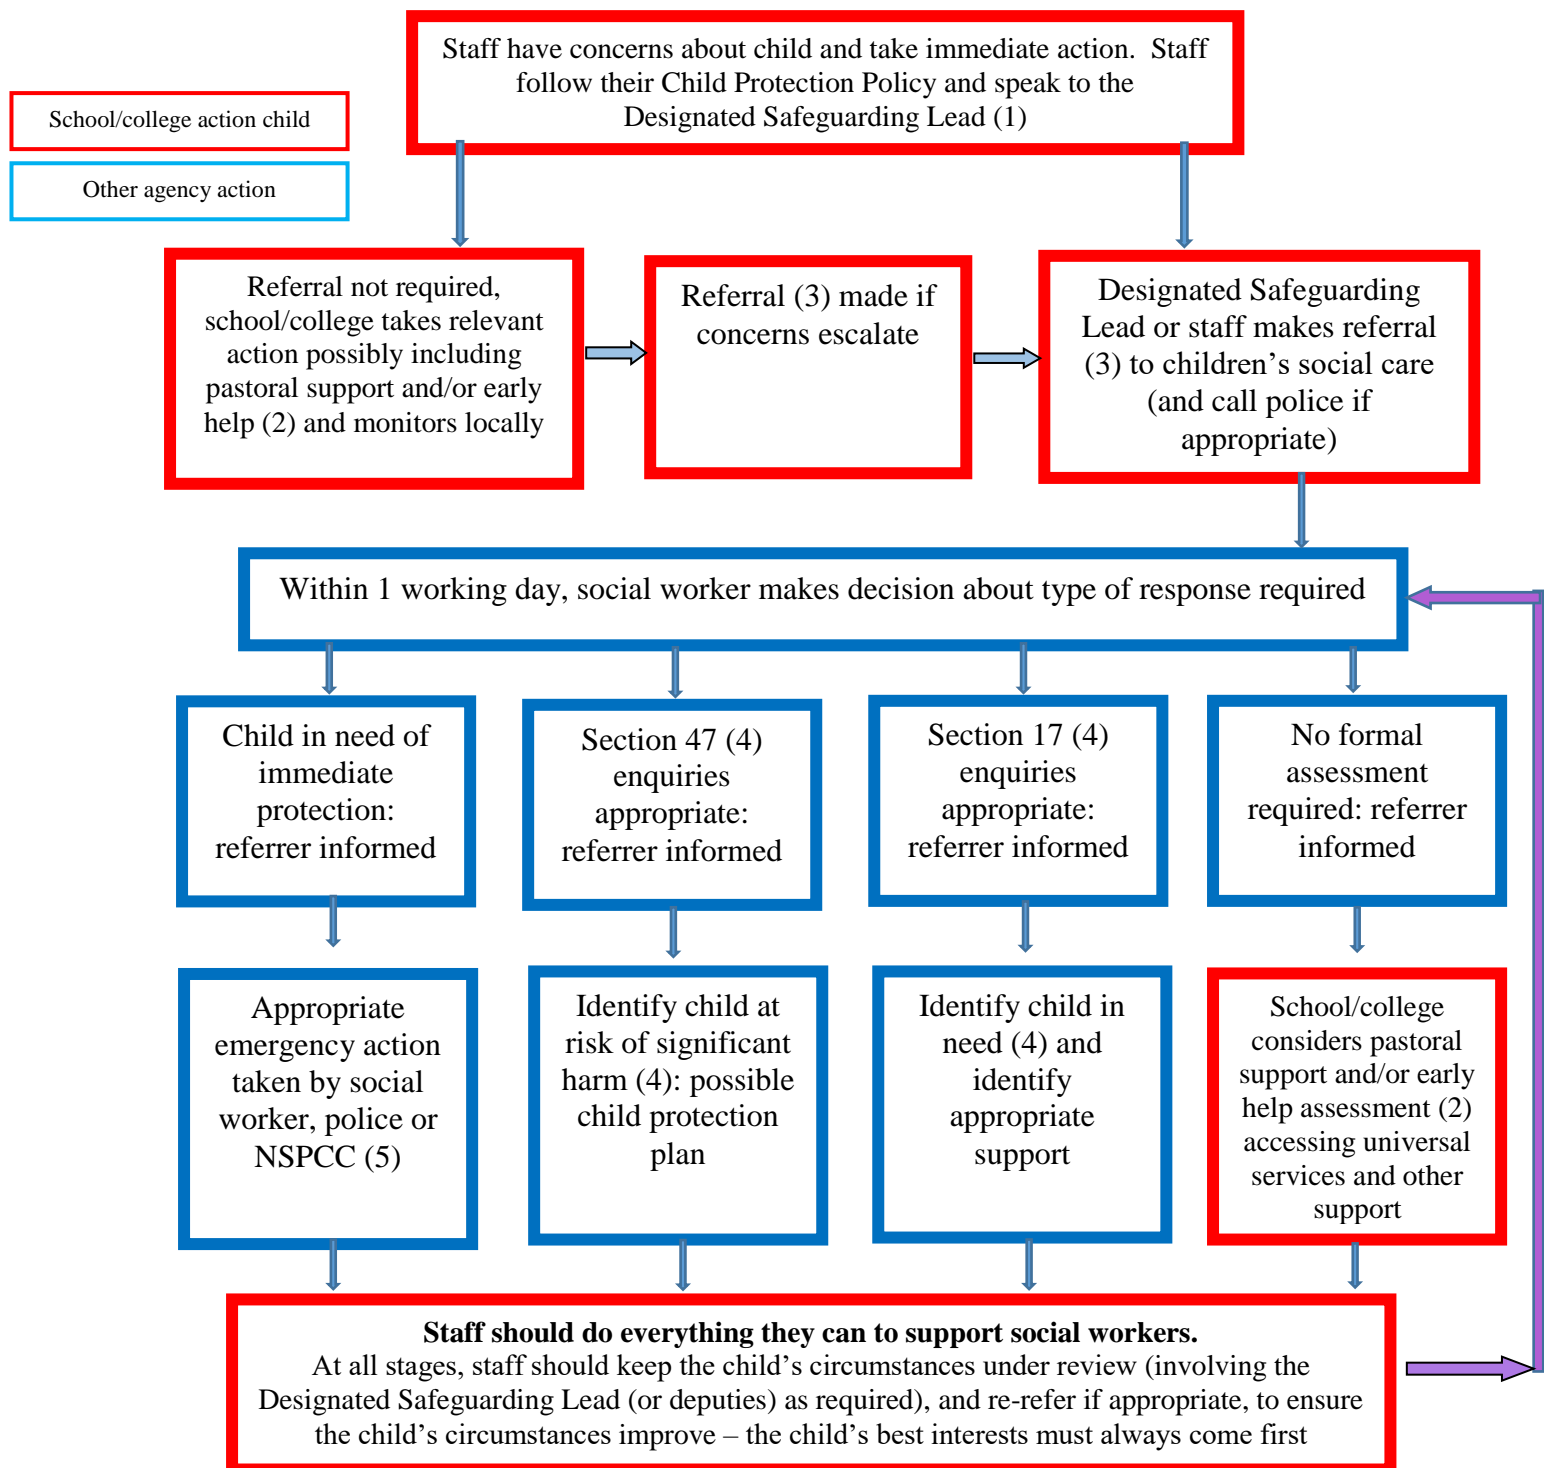 Staff have concerns about child and take immediate action.  Staff
follow their Child Protection Policy and speak to the
Designated Safeguarding Lead (1)
School/college action child
Other agency action
Referral not required,
school/college takes relevant
action possibly including
pastoral support and/or early
help (2) and monitors locally
Referral (3) made if
concerns escalate
Designated Safeguarding
Lead or staff makes referral
(3) to children’s social care
(and call police if
appropriate)
Within 1 working day, social worker makes decision about type of response required
Child in need of
immediate
protection:
referrer informed
Section 47 (4)
enquiries
appropriate:
referrer informed
Section 17 (4)
enquiries
appropriate:
referrer informed
No formal
assessment
required: referrer
informed
Appropriate
emergency action
taken by social
worker, police or
NSPCC (5)
Identify child at
risk of significant
harm (4): possible
child protection
plan
Identify child in
need (4) and
identify
appropriate
support
School/college
considers pastoral
support and/or early
help assessment (2)
accessing universal
services and other
support
Staff should do everything they can to support social workers.
At all stages, staff should keep the child’s circumstances under review (involving the
Designated Safeguarding Lead (or deputies) as required), and re-refer if appropriate, to ensure
the child’s circumstances improve – the child’s best interests must always come first